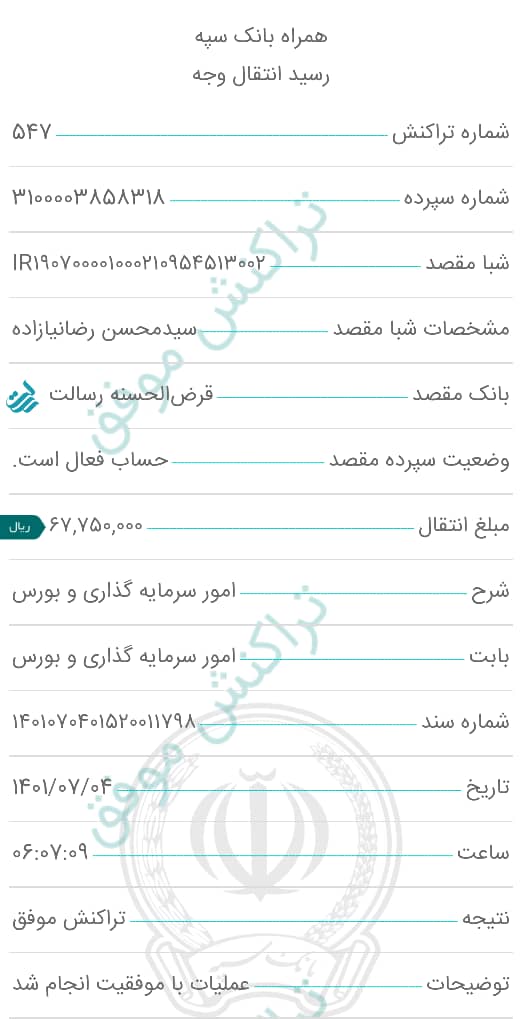 همراه بانک سپه
رسید انتقال وجه
شماره تراکنش ۵۴۷
شماره سپرده ۳۱۰۰۰۰۳۸۵۸۳۱۸
شبا مقصد IR۱۹۰۷۰۰۰۰۱۰۰۰۲۱۰۹۵۴۵۱۳۰۰۲
مشخصات شبا مقصد سیدمحسن رضانیازاده
بانک مقصد قرض‌الحسنه رسالت
وضعیت سپرده مقصد حساب فعال است.
مبلغ انتقال ۶۷,۷۵۰,۰۰۰ ریال
شرح امور سرمایه گذاری و بورس
بابت امور سرمایه گذاری و بورس
شماره سند ۱۴۰۱۰۷۰۴۰۱۵۲۰۰۱۱۷۹۸
تاریخ ۱۴۰۱/۰۷/۰۴
ساعت ۰۶:۰۷:۰۹
نتیجه تراکنش موفق
توضیحات عملیات با موفقیت انجام شد
تراکنش موفق
تراکنش موفق
بانک سپه